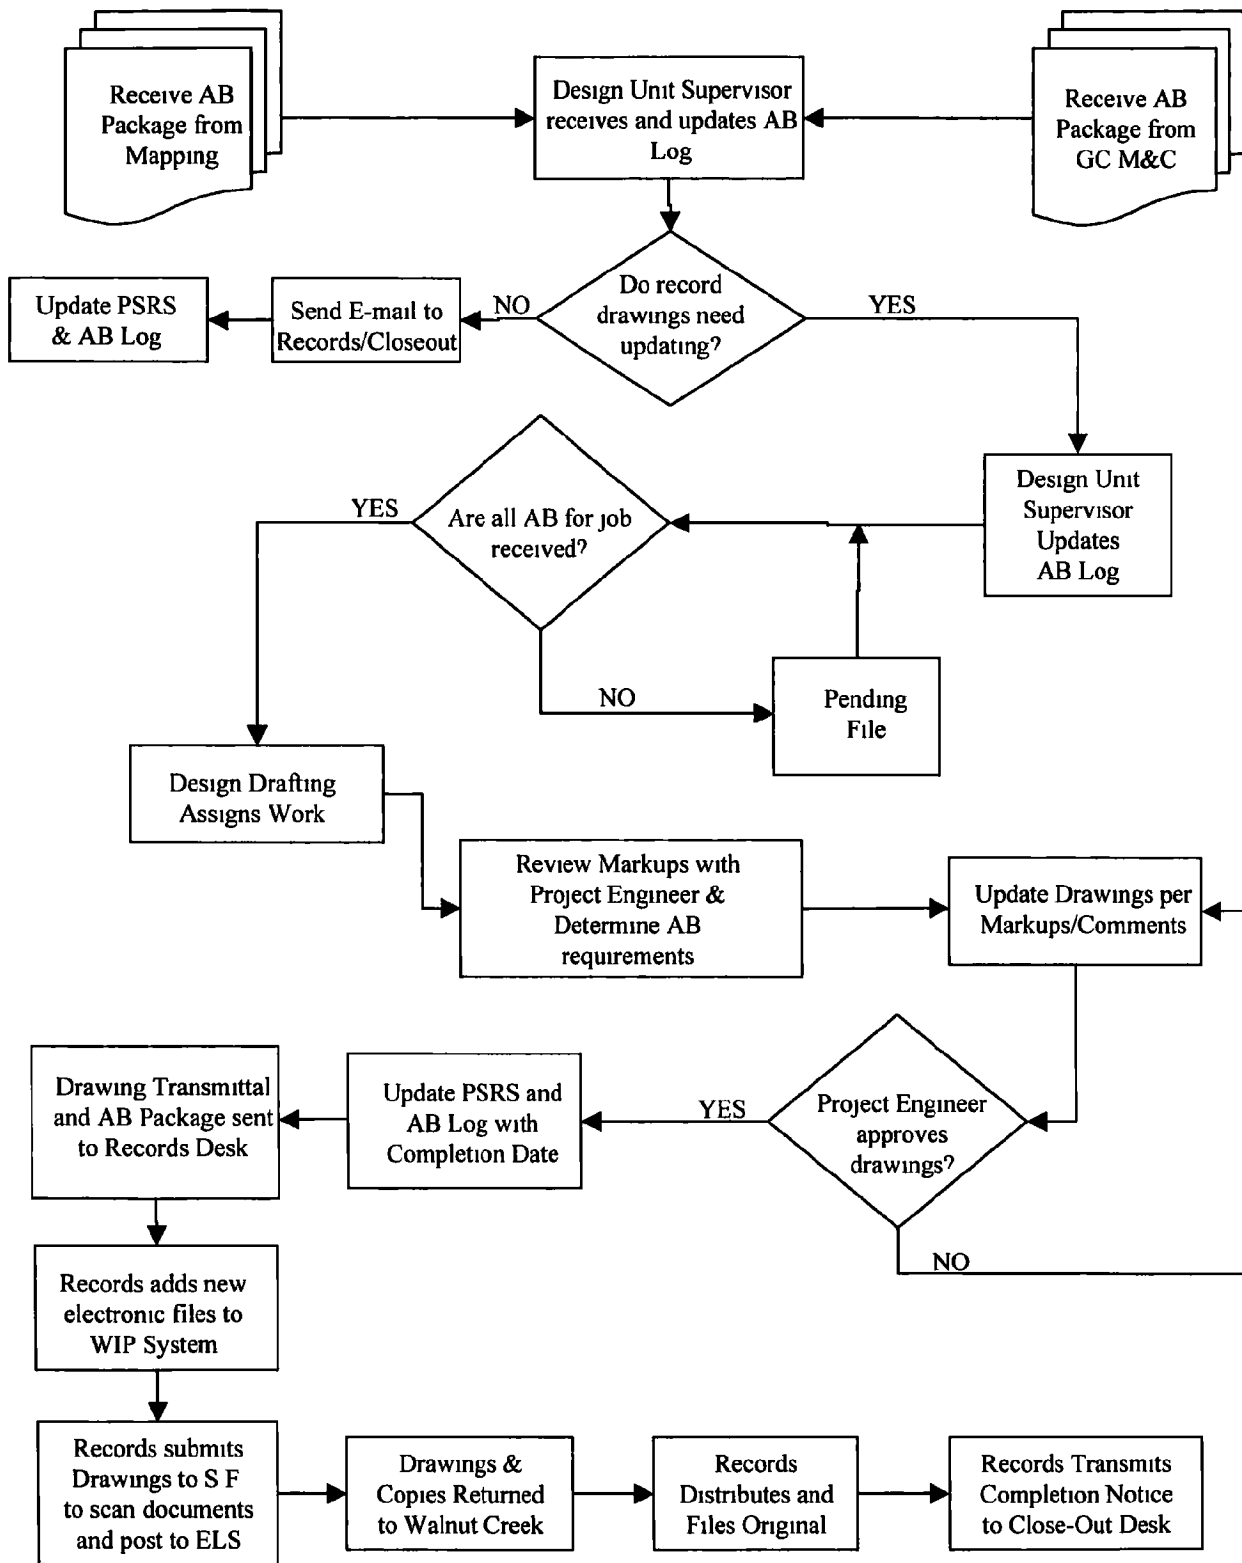 Receive AB
Package from
Mapping
Design Unit Supervisor
receives and updates AB
Log
Receive AB
Package from
GC M&C
Update PSRS
& AB Log
Send E-mail to
Records/Closeout
NO
Do record
drawings need
updating?
YES
Design Unit
Supervisor
Updates
AB Log
YES
Are all AB for job
received?
NO
Pending
File
Design Drafting
Assigns Work
Review Markups with
Project Engineer &
Determine AB
requirements
Update Drawings per
Markups/Comments
Drawing Transmittal
and AB Package sent
to Records Desk
Update PSRS and
AB Log with
Completion Date
YES
Project Engineer
approves
drawings?
NO
Records adds new
electronic files to
WIP System
Records submits
Drawings to S F
to scan documents
and post to ELS
Drawings &
Copies Returned
to Walnut Creek
Records
Distributes and
Files Original
Records Transmits
Completion Notice
to Close-Out Desk